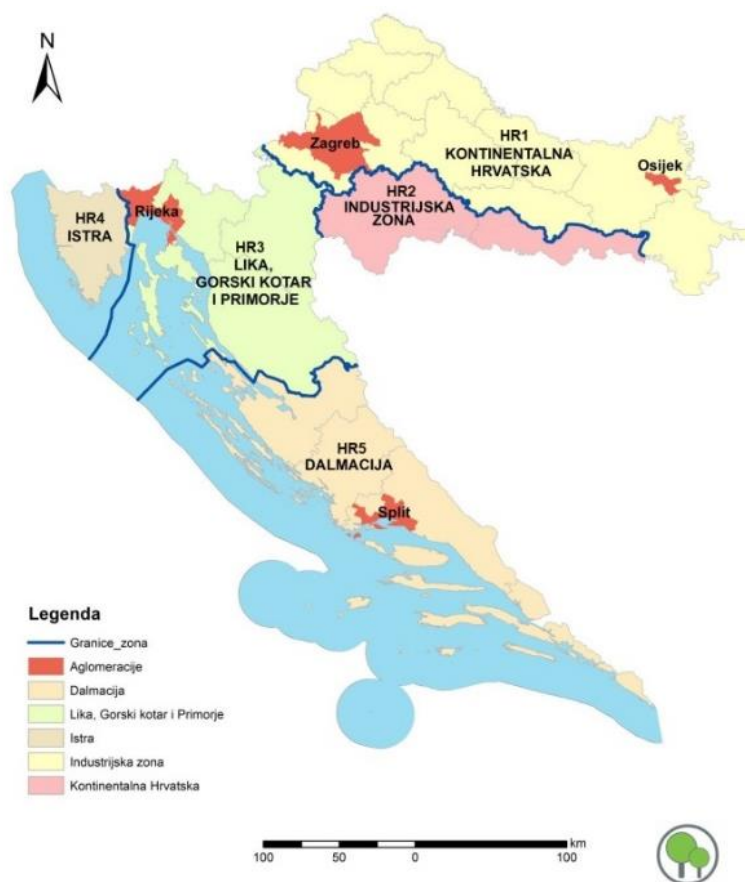 N
Zagreb
HR1
KONTINENTALNA
HRVATSKA
Osijek
HR2
INDUSTRIJSKA
ZONA
HR4
ISTRA
Rijeka
HR3
LIKA,
GORSKI KOTAR
I PRIMORJE
HR5
DALMACIJA
Split
Legenda
Granice_zona
Aglomeracije
Dalmacija
Lika, Gorski kotar i Primorje
Istra
Industrijska zona
Kontinentalna Hrvatska
km
100 50 0 100